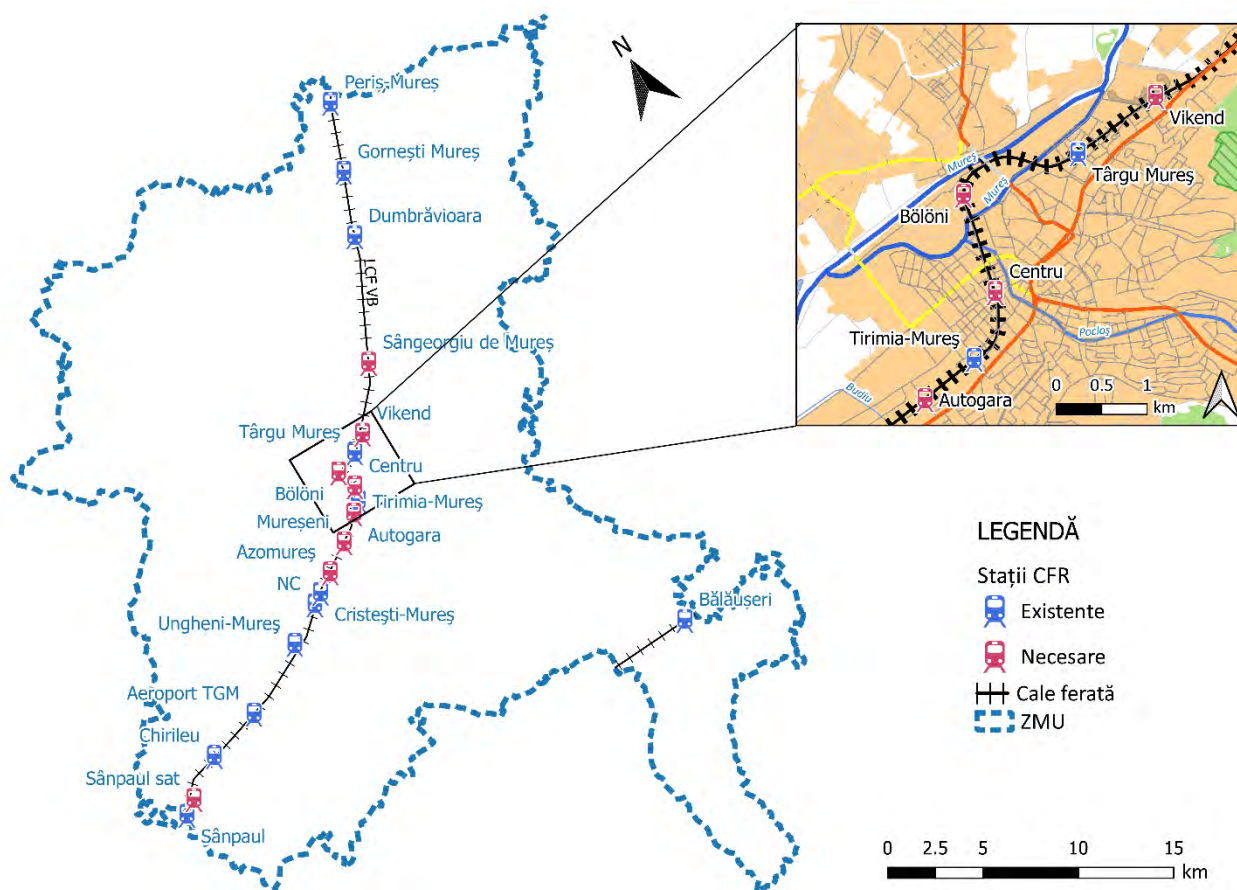 N
Periș-Mureș
Gornești Mureș
Dumbrăvioara
LCF VB
Sângeorgiu de Mureș
Vikend
Târgu Mureș
Centru
Bölöni
Tirimia-Mureș
Mureșeni
Autogara
Azomureș
NC
Cristești-Mureș
Ungheni-Mureș
Aeroport TGM
Chirileu
Sânpaul sat
Sânpaul
Bălăușeri
Vikend
Mureș
Târgu Mureș
Mureș
Bölöni
Centru
Tirimia-Mureș
Pocloș
Budiu
Autogara
0 0.5 1
km
LEGENDĂ
Stații CFR
Existente
Necesare
Cale ferată
ZMU
0 2.5 5 10 15
km